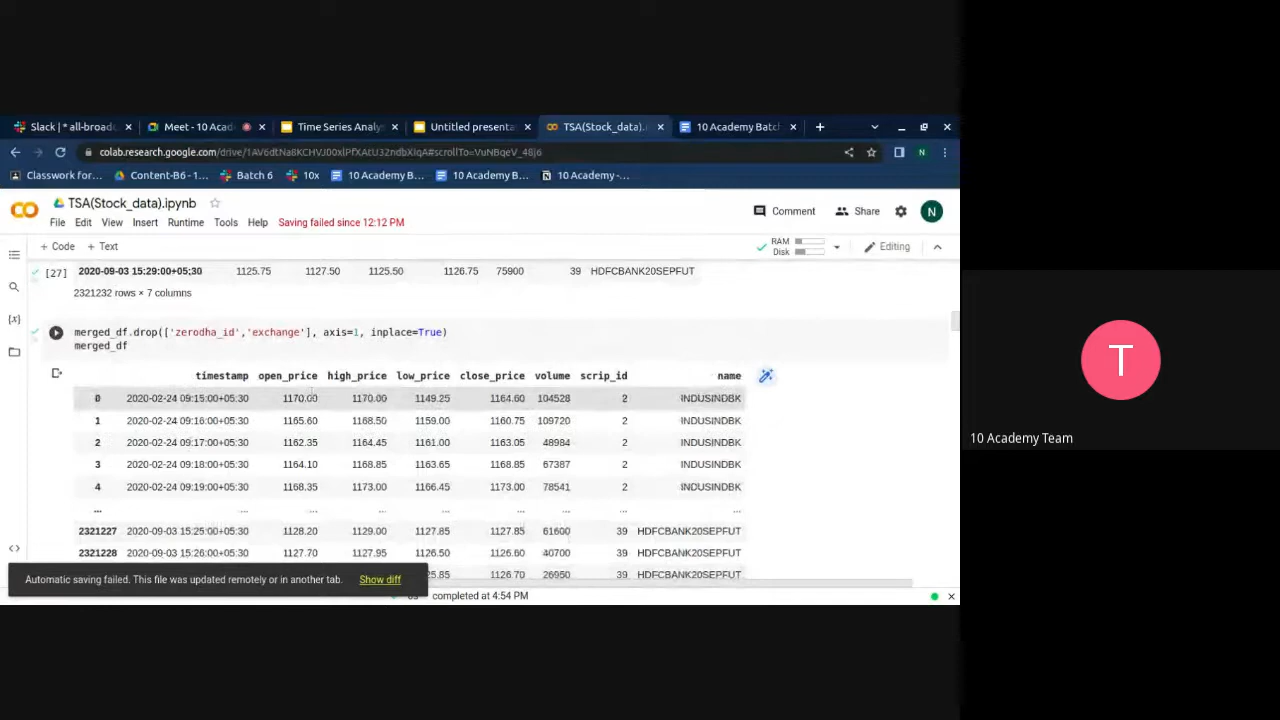 Slack | * all-broad
Meet - 10 Acad
Time Series Analys
Untitled presenta
TSA(Stock_data).
10 Academy Batc
colab.research.google.com/drive/
Classwork for…
Content-B6 - 1…
Batch 6
10x
10 Academy B…
10 Academy B…
10 Academy -…
TSA(Stock_data).ipynb
File Edit View Insert Runtime Tools Help Saving failed since 12:12 PM
Comment
Share
N
+ Code + Text
RAM
Disk
Editing
[27] 2020-09-03 15:29:00+05:30 1125.75 1127.50 1125.50 1126.75 75900 39 HDFCBANK20SEPFUT
2321232 rows × 7 columns
merged_df.drop(['zerodha_id','exchange'], axis=1, inplace=True)
merged_df
timestamp open_price high_price low_price close_price volume scrip_id name
0 2020-02-24 09:15:00+05:30 1170.00 1170.00 1149.25 1164.60 104528 2 INDUSINDBK
1 2020-02-24 09:16:00+05:30 1165.60 1168.50 1159.00 1160.75 109720 2 INDUSINDBK
2 2020-02-24 09:17:00+05:30 1162.35 1164.45 1161.00 1163.05 48984 2 INDUSINDBK
3 2020-02-24 09:18:00+05:30 1164.10 1168.85 1163.65 1168.85 67387 2 INDUSINDBK
4 2020-02-24 09:19:00+05:30 1168.35 1173.00 1166.45 1173.00 78541 2 INDUSINDBK
... ... ... ... ... ... ... ... ...
2321227 2020-09-03 15:25:00+05:30 1128.20 1129.00 1127.85 1127.85 61600 39 HDFCBANK20SEPFUT
2321228 2020-09-03 15:26:00+05:30 1127.70 1127.95 1126.50 1126.60 40700 39 HDFCBANK20SEPFUT
25.85 1126.70 26950 39 HDFCBANK20SEPFUT
Automatic saving failed. This file was updated remotely or in another tab. Show diff
completed at 4:54 PM
T
10 Academy Team